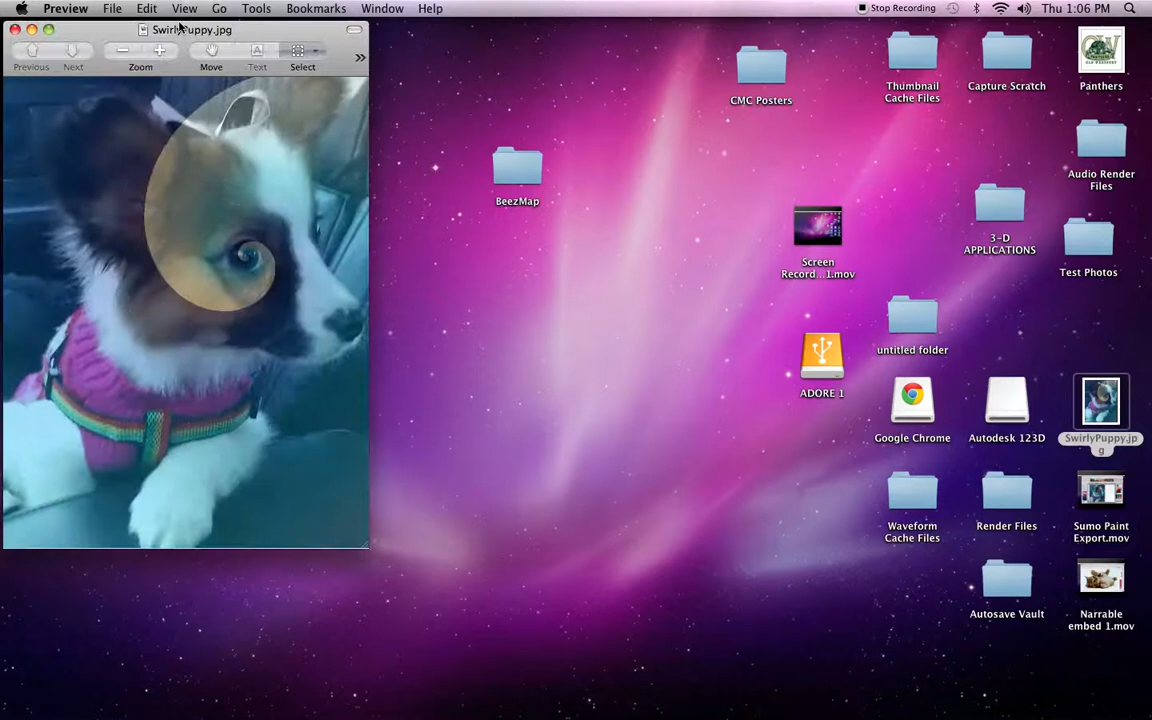 Preview File Edit View Go Tools Bookmarks Window Help Stop Recording Thu 1:06 PM
SwirlyPuppy.jpg
Previous Next Zoom Move Text Select
A
CMC Posters
Thumbnail
Cache Files
Capture Scratch
Panthers
BeezMap
Audio Render
Files
Screen
Record...1.mov
3-D
APPLICATIONS
Test Photos
untitled folder
ADORE 1
Google Chrome
Autodesk 123D
SwirlyPuppy.jp
g
Waveform
Cache Files
Render Files
Sumo Paint
Export.mov
Autosave Vault
Narrable
embed 1.mov